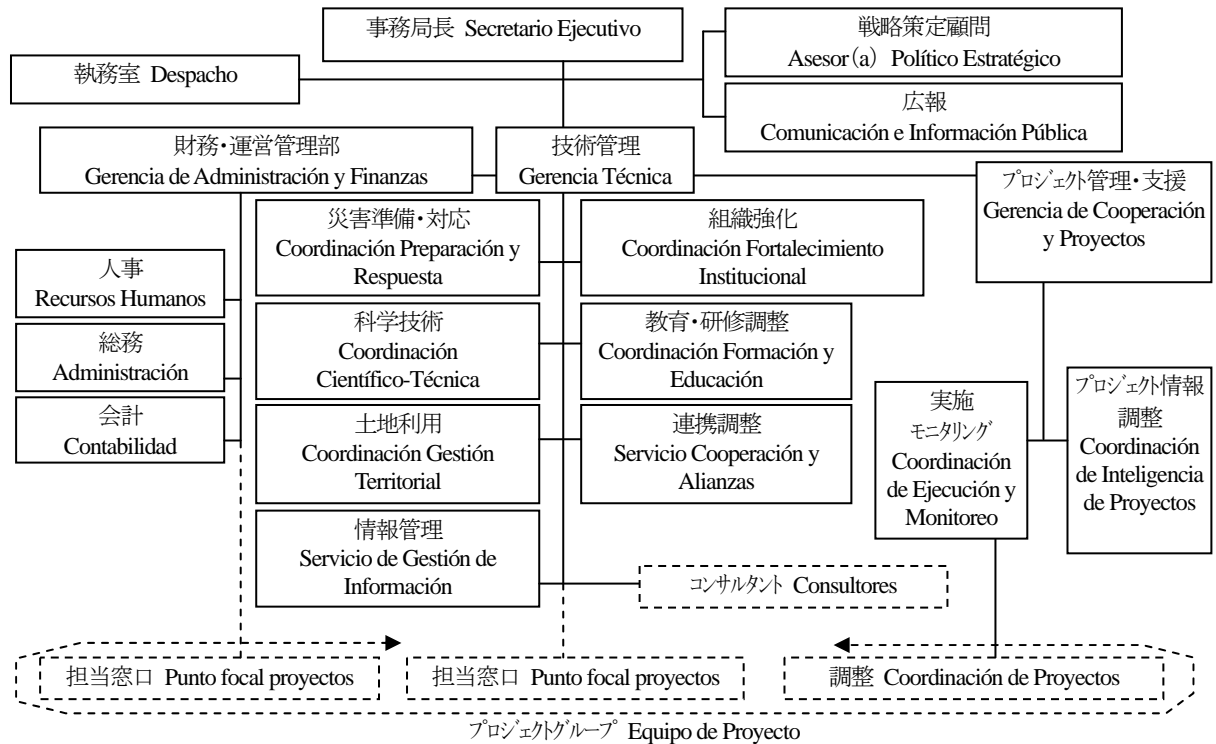 事務局長 Secretario Ejecutivo
戦略策定顧問
Asesor(a) Político Estratégico
執務室 Despacho
広報
Comunicación e Información Pública
財務・運営管理部
Gerencia de Administración y Finanzas
技術管理
Gerencia Técnica
プロジェクト管理・支援
Gerencia de Cooperación
y Proyectos
災害準備・対応
Coordinación Preparación y
Respuesta
組織強化
Coordinación Fortalecimiento
Institucional
人事
Recursos Humanos
科学技術
Coordinación
Científico-Técnica
教育・研修調整
Coordinación Formación y
Educación
総務
Administración
会計
Contabilidad
土地利用
Coordinación Gestión
Territorial
連携調整
Servicio Cooperación y
Alianzas
実施
モニタリング
Coordinación
de Ejecución y
Monitoreo
プロジェクト情報
調整
Coordinación
de Inteligencia
de Proyectos
情報管理
Servicio de Gestión de
Información
コンサルタント Consultores
担当窓口 Punto focal proyectos
担当窓口 Punto focal proyectos
調整 Coordinación de Proyectos
プロジェクトグループ Equipo de Proyecto